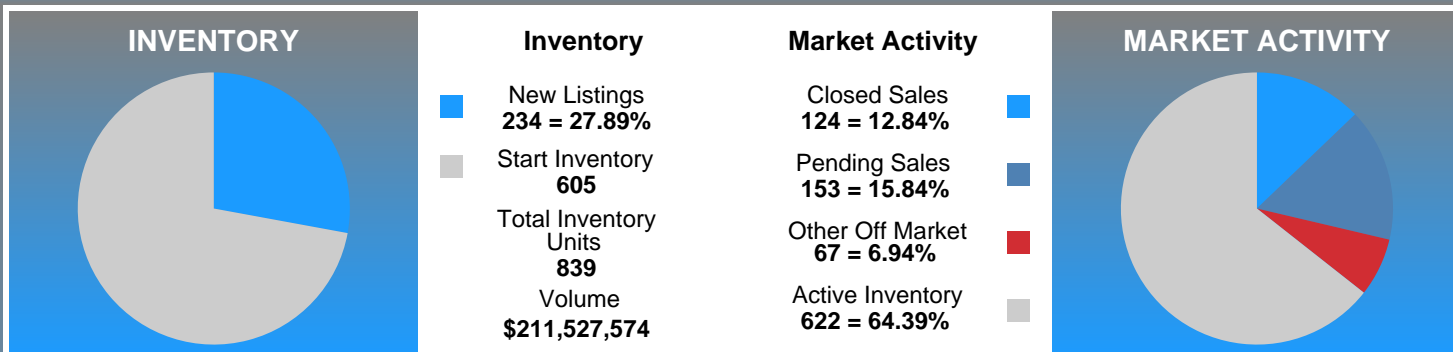 INVENTORY
Inventory
New Listings
234 = 27.89%
Start Inventory
605
Total Inventory
Units
839
Volume
$211,527,574
Market Activity
Closed Sales
124 = 12.84%
Pending Sales
153 = 15.84%
Other Off Market
67 = 6.94%
Active Inventory
622 = 64.39%
MARKET ACTIVITY